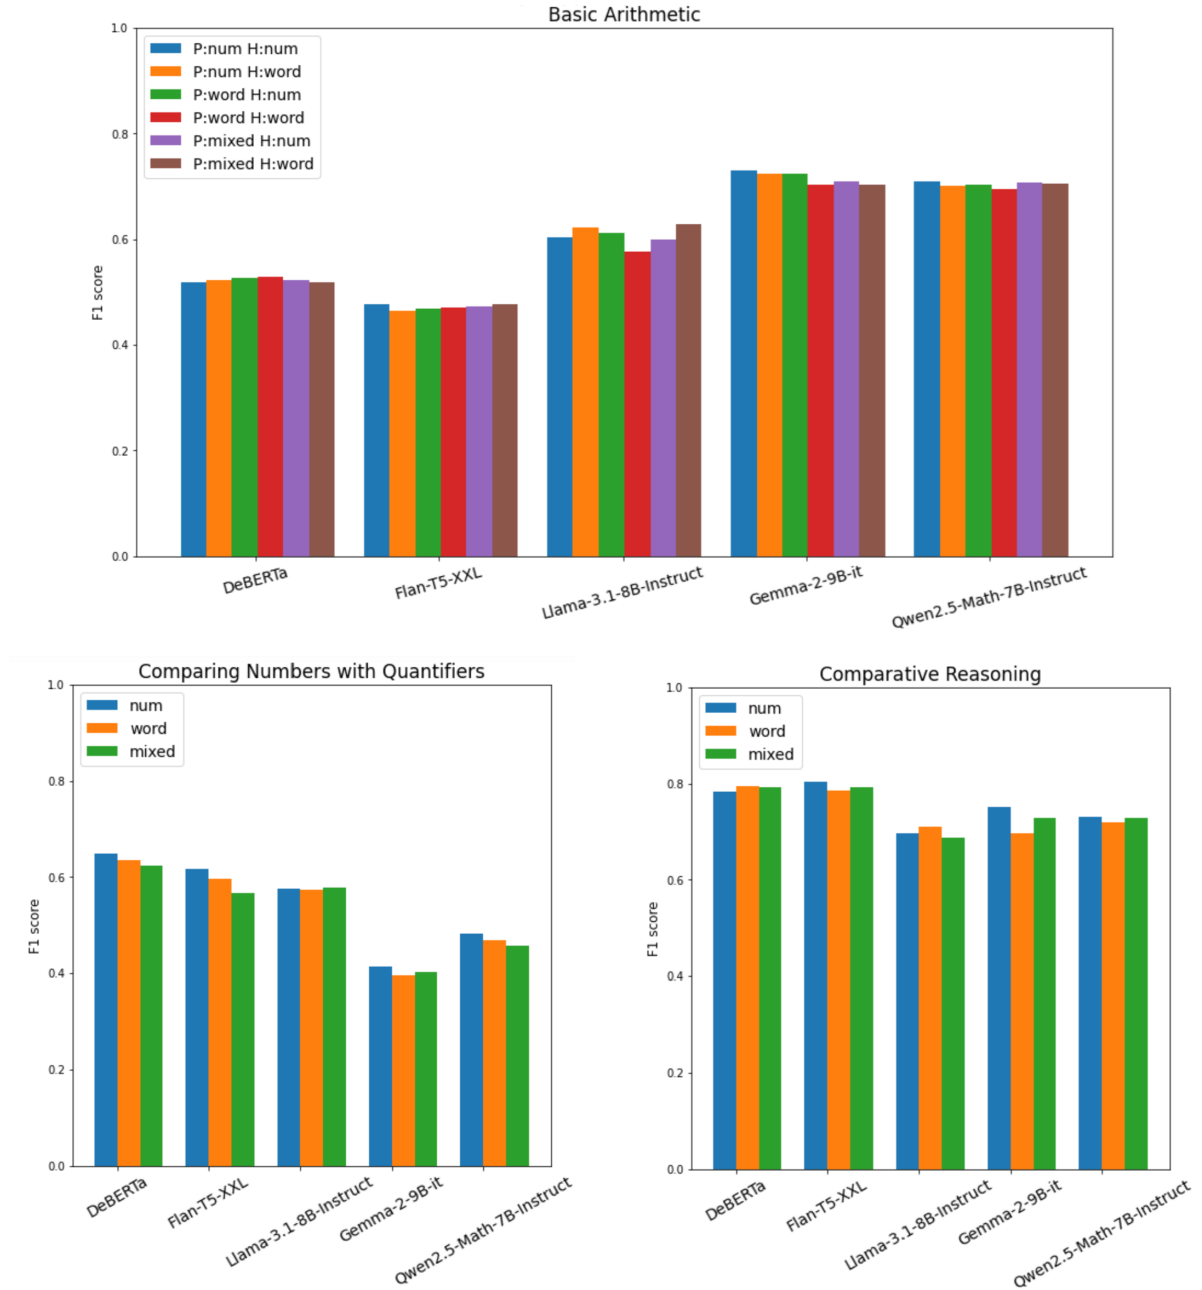 Basic Arithmetic
1.0
0.8
0.6
0.4
0.2
0.0
F1 score
P:num H:num
P:num H:word
P:word H:num
P:word H:word
P:mixed H:num
P:mixed H:word
DeBERTa
Flan-T5-XXL
Llama-3.1-8B-Instruct
Gemma-2-9B-it
Qwen2.5-Math-7B-Instruct
Comparing Numbers with Quantifiers
1.0
0.8
0.6
0.4
0.2
0.0
F1 score
num
word
mixed
DeBERTa
Flan-T5-XXL
Llama-3.1-8B-Instruct
Gemma-2-9B-it
Qwen2.5-Math-7B-Instruct
Comparative Reasoning
1.0
0.8
0.6
0.4
0.2
0.0
F1 score
num
word
mixed
DeBERTa
Flan-T5-XXL
Llama-3.1-8B-Instruct
Gemma-2-9B-it
Qwen2.5-Math-7B-Instruct